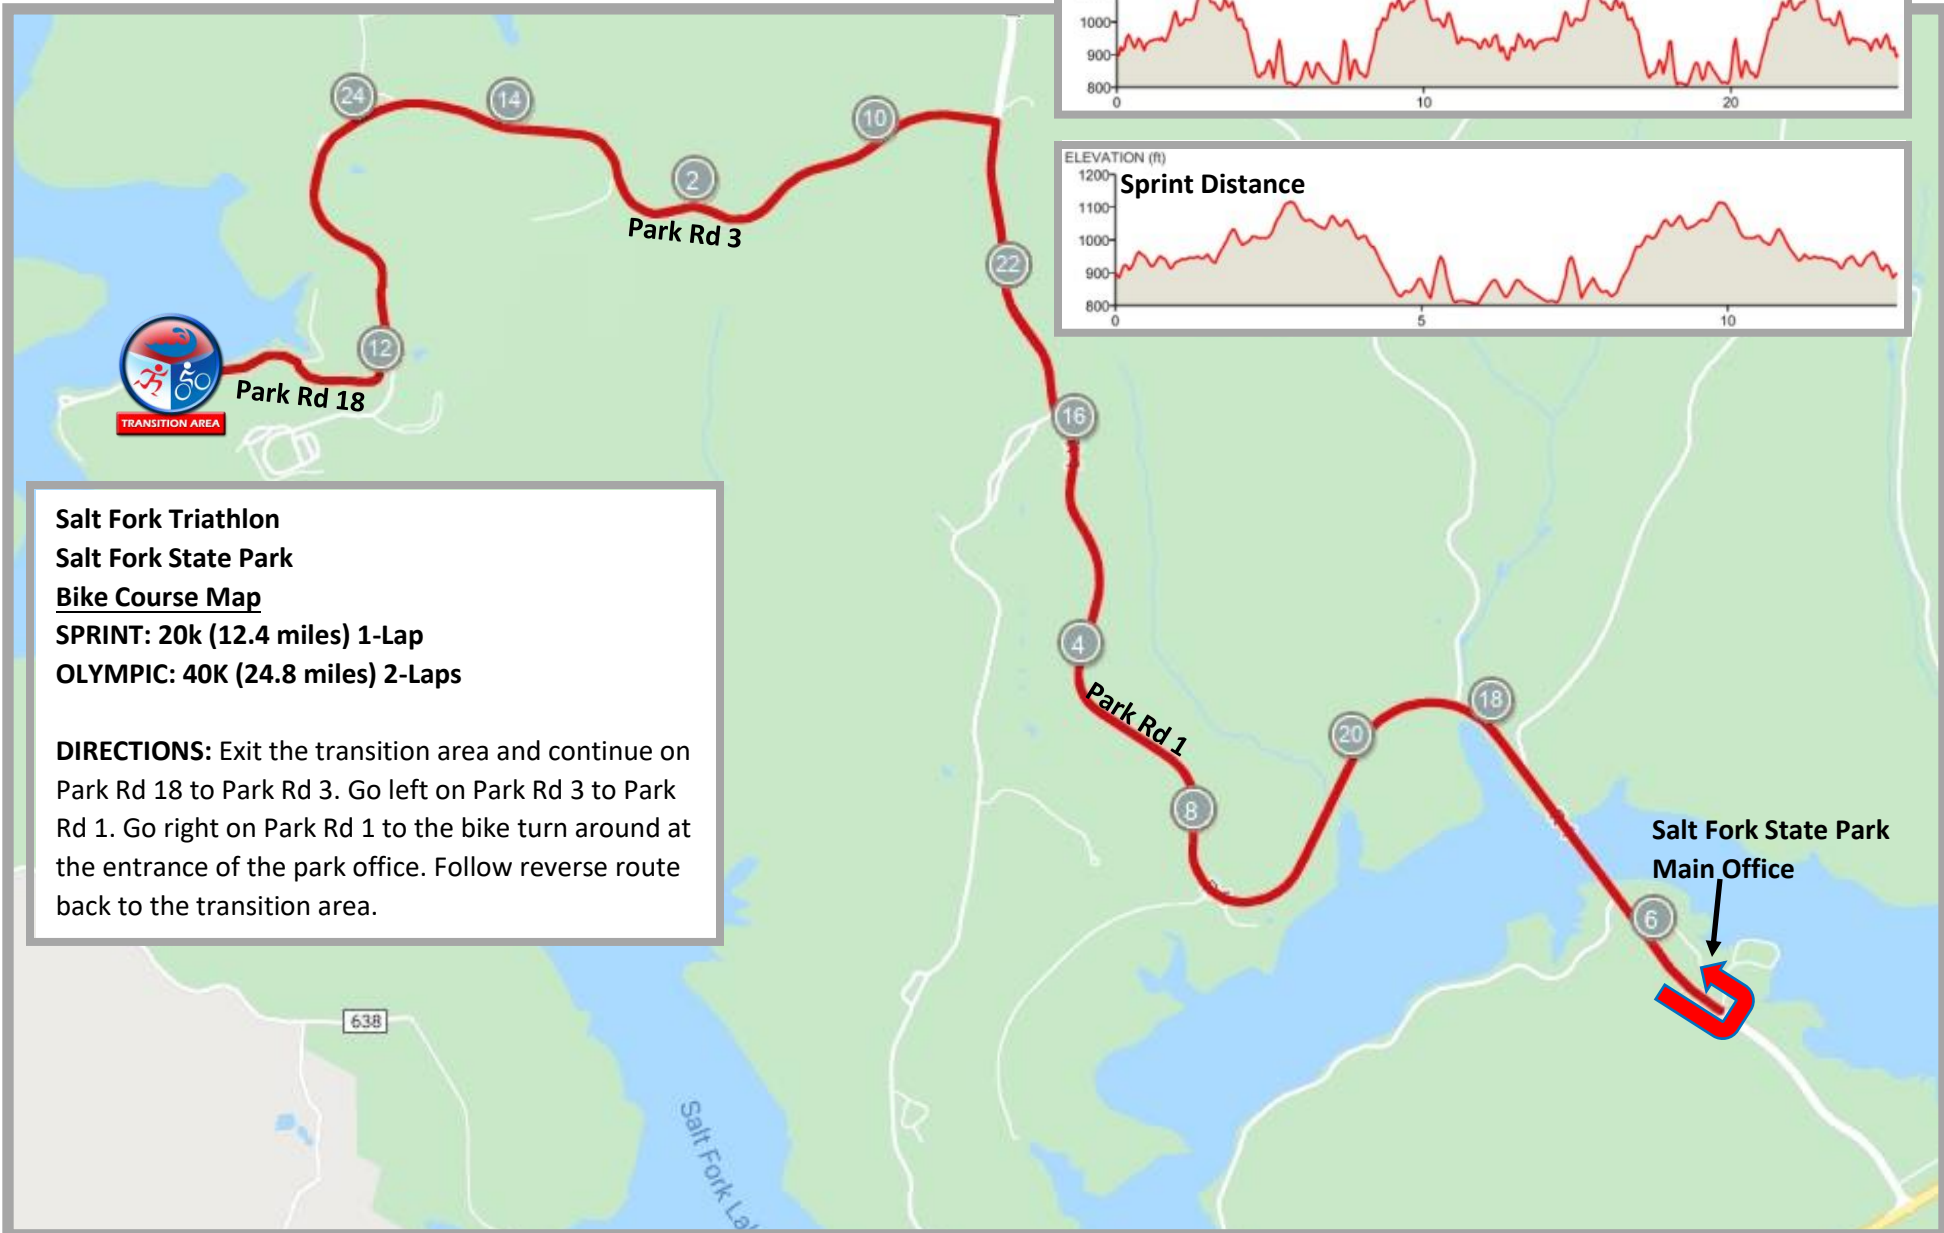 1000
900
800
0
10
20
ELEVATION (ft)
1200
Sprint Distance
1100
1000
900
800
0
5
10
24
14
10
2
Park Rd 3
22
12
Park Rd 18
TRANSITION AREA
16
4
Park Rd 1
8
20
18
6
Salt Fork State Park
Main Office
Salt Fork Triathlon
Salt Fork State Park
Bike Course Map
SPRINT: 20k (12.4 miles) 1-Lap
OLYMPIC: 40K (24.8 miles) 2-Laps
DIRECTIONS: Exit the transition area and continue on
Park Rd 18 to Park Rd 3. Go left on Park Rd 3 to Park
Rd 1. Go right on Park Rd 1 to the bike turn around at
the entrance of the park office. Follow reverse route
back to the transition area.
638
Salt Fork